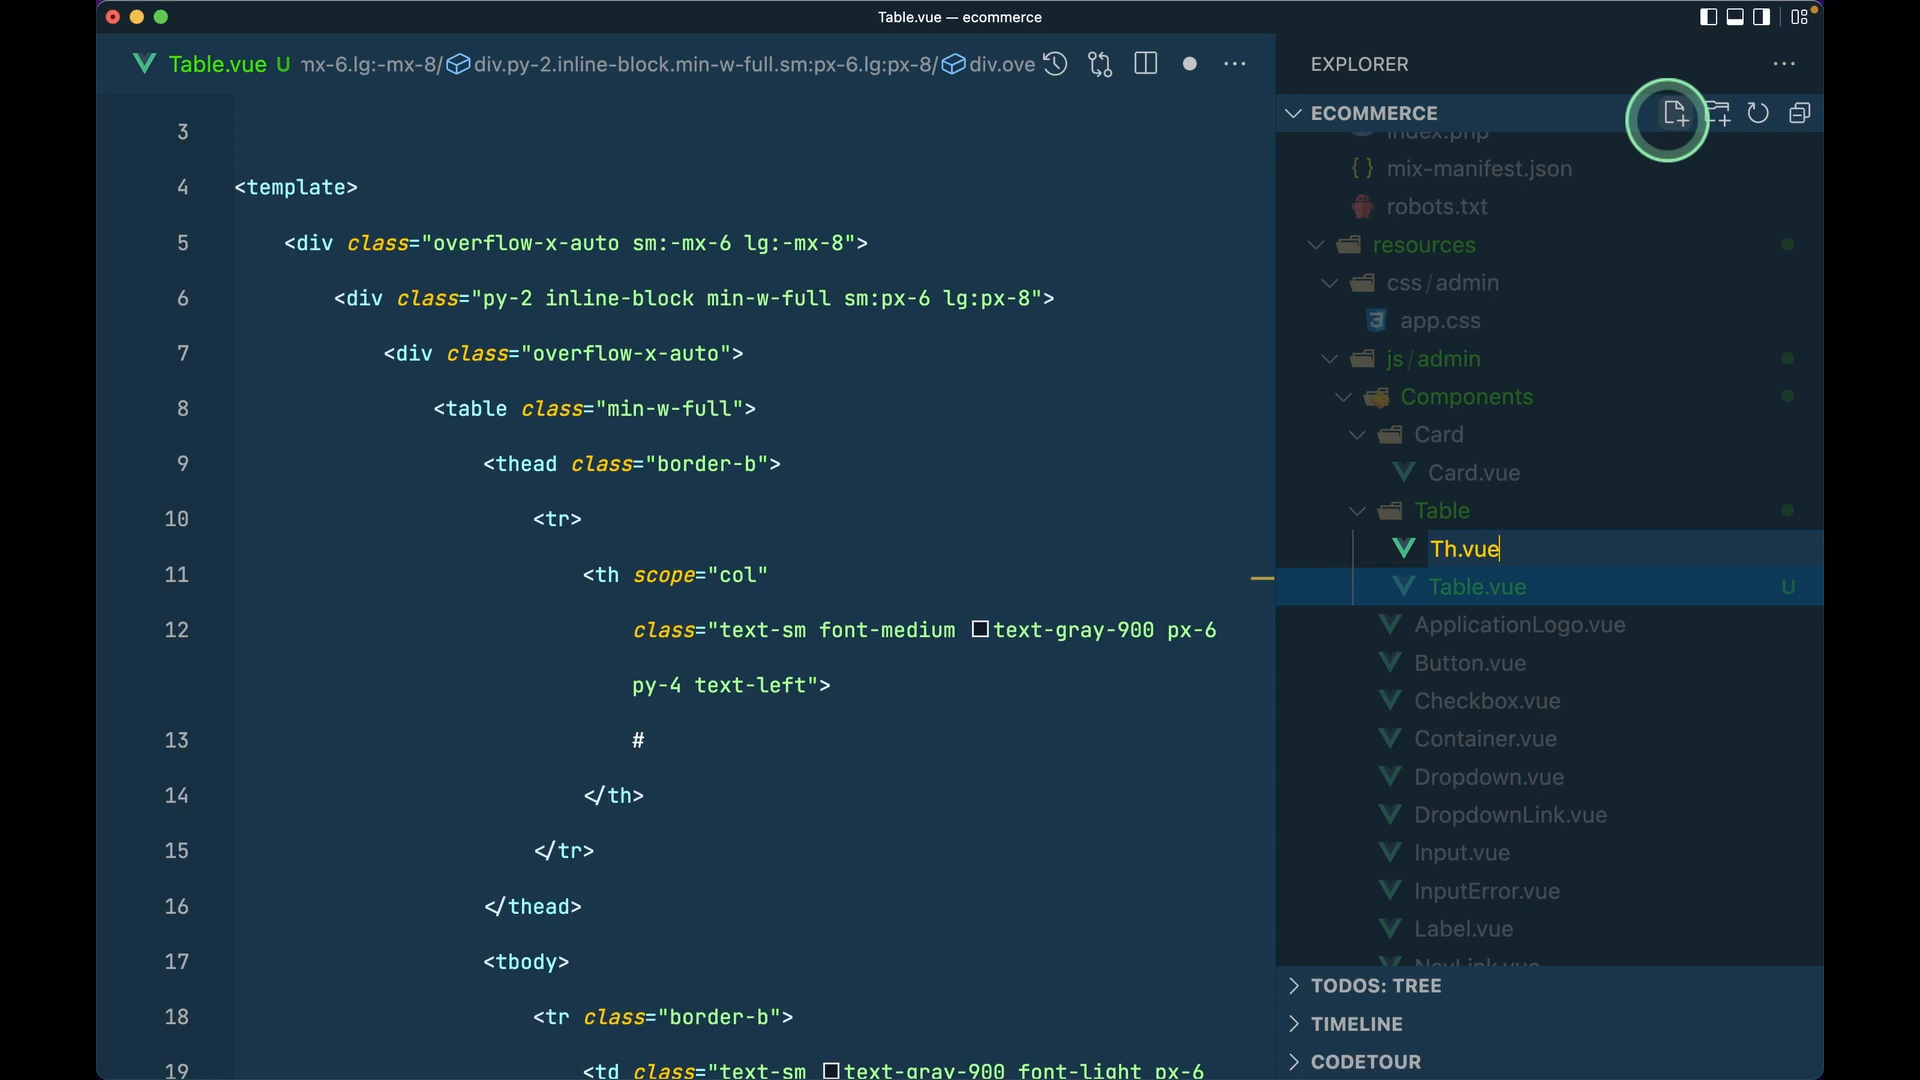 Table.vue — ecommerce
Table.vue U mx-6.lg:-mx-8/ div.py-2.inline-block.min-w-full.sm:px-6.lg:px-8/ div.ove
3
4 <template>
5 <div class="overflow-x-auto sm:-mx-6 lg:-mx-8">
6 <div class="py-2 inline-block min-w-full sm:px-6 lg:px-8">
7 <div class="overflow-x-auto">
8 <table class="min-w-full">
9 <thead class="border-b">
10 <tr>
11 <th scope="col"
12 class="text-sm font-medium text-gray-900 px-6
py-4 text-left">
13 #
14 </th>
15 </tr>
16 </thead>
17 <tbody>
18 <tr class="border-b">
19 <td class="text-sm text-gray-900 font-light px-6
EXPLORER
ECOMMERCE
index.php
{ } mix-manifest.json
robots.txt
resources
css/admin
app.css
js/admin
Components
Card
Card.vue
Table
Th.vue
Table.vue U
ApplicationLogo.vue
Button.vue
Checkbox.vue
Container.vue
Dropdown.vue
DropdownLink.vue
Input.vue
InputError.vue
Label.vue
NavLink.vue
TODOS: TREE
TIMELINE
CODETOUR